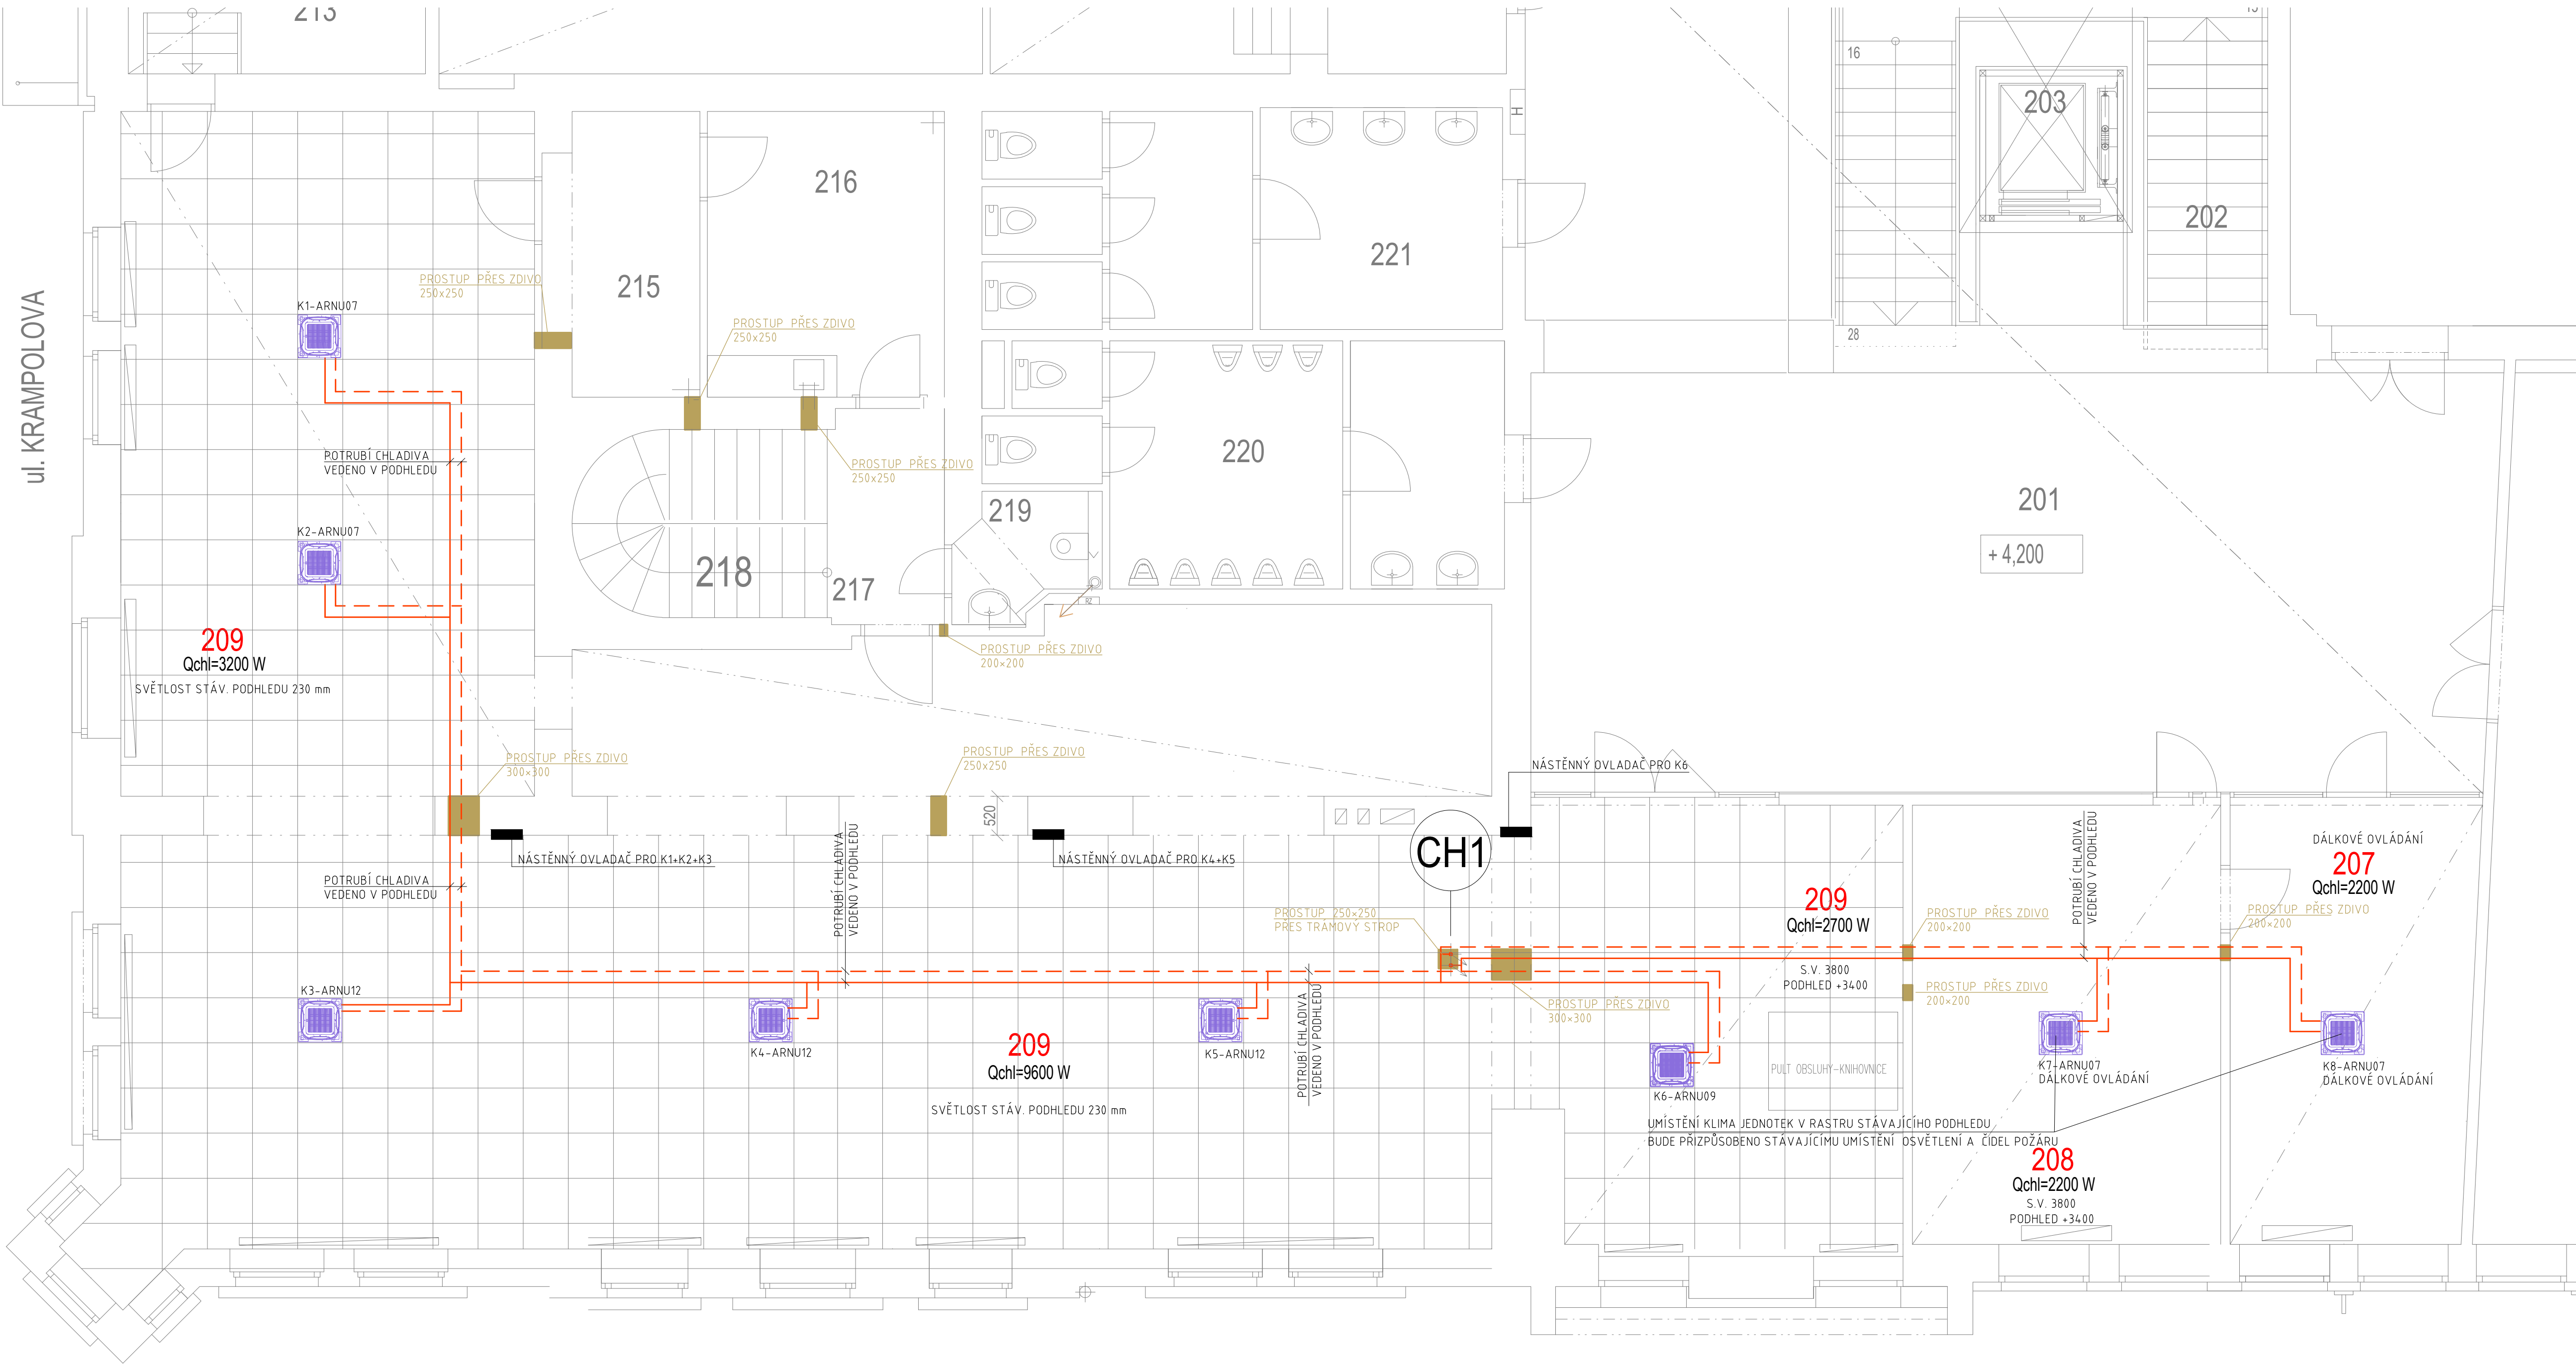 213
16
15
203
H
202
216
221
215
PROSTUP PŘES ZDIVO
250x250
K1-ARNU07
PROSTUP PŘES ZDIVO
250x250
28
ul. KRAMPOLOVA
POTRUBÍ CHLADIVA
VEDENO V PODHLEDU
PROSTUP PŘES ZDIVO
250x250
220
201
+ 4,200
219
K2-ARNU07
218
217
RZ
209
Qchl=3200 W
SVĚTLOST STÁV. PODHLEDU 230 mm
PROSTUP PŘES ZDIVO
200x200
PROSTUP PŘES ZDIVO
300x300
PROSTUP PŘES ZDIVO
250x250
NÁSTĚNNÝ OVLADAČ PRO K6
520
NÁSTĚNNÝ OVLADAČ PRO K1+K2+K3
POTRUBÍ CHLADIVA
VEDENO V PODHLEDU
NÁSTĚNNÝ OVLADAČ PRO K4+K5
CH1
POTRUBÍ CHLADIVA
VEDENO V PODHLEDU
DÁLKOVÉ OVLÁDÁNÍ
207
Qchl=2200 W
POTRUBÍ CHLADIVA
VEDENO V PODHLEDU
209
Qchl=2700 W
PROSTUP 250x250
PŘES TRÁMOVÝ STROP
PROSTUP PŘES ZDIVO
200x200
PROSTUP PŘES ZDIVO
200x200
S.V. 3800
PODHLED +3400
PROSTUP PŘES ZDIVO
200x200
PROSTUP PŘES ZDIVO
300x300
K3-ARNU12
K4-ARNU12
K5-ARNU12
209
Qchl=9600 W
SVĚTLOST STÁV. PODHLEDU 230 mm
POTRUBÍ CHLADIVA
VEDENO V PODHLEDU
K6-ARNU09
PULT OBSLUHY-KNIHOVNICE
K7-ARNU07
DÁLKOVÉ OVLÁDÁNÍ
K8-ARNU07
DÁLKOVÉ OVLÁDÁNÍ
UMÍSTĚNÍ KLIMA JEDNOTEK V RASTRU STÁVAJÍCÍHO PODHLEDU
BUDE PŘIZPŮSOBENO STÁVAJÍCÍMU UMÍSTĚNÍ OSVĚTLENÍ A ČIDEL POŽÁRU
208
Qchl=2200 W
S.V. 3800
PODHLED +3400